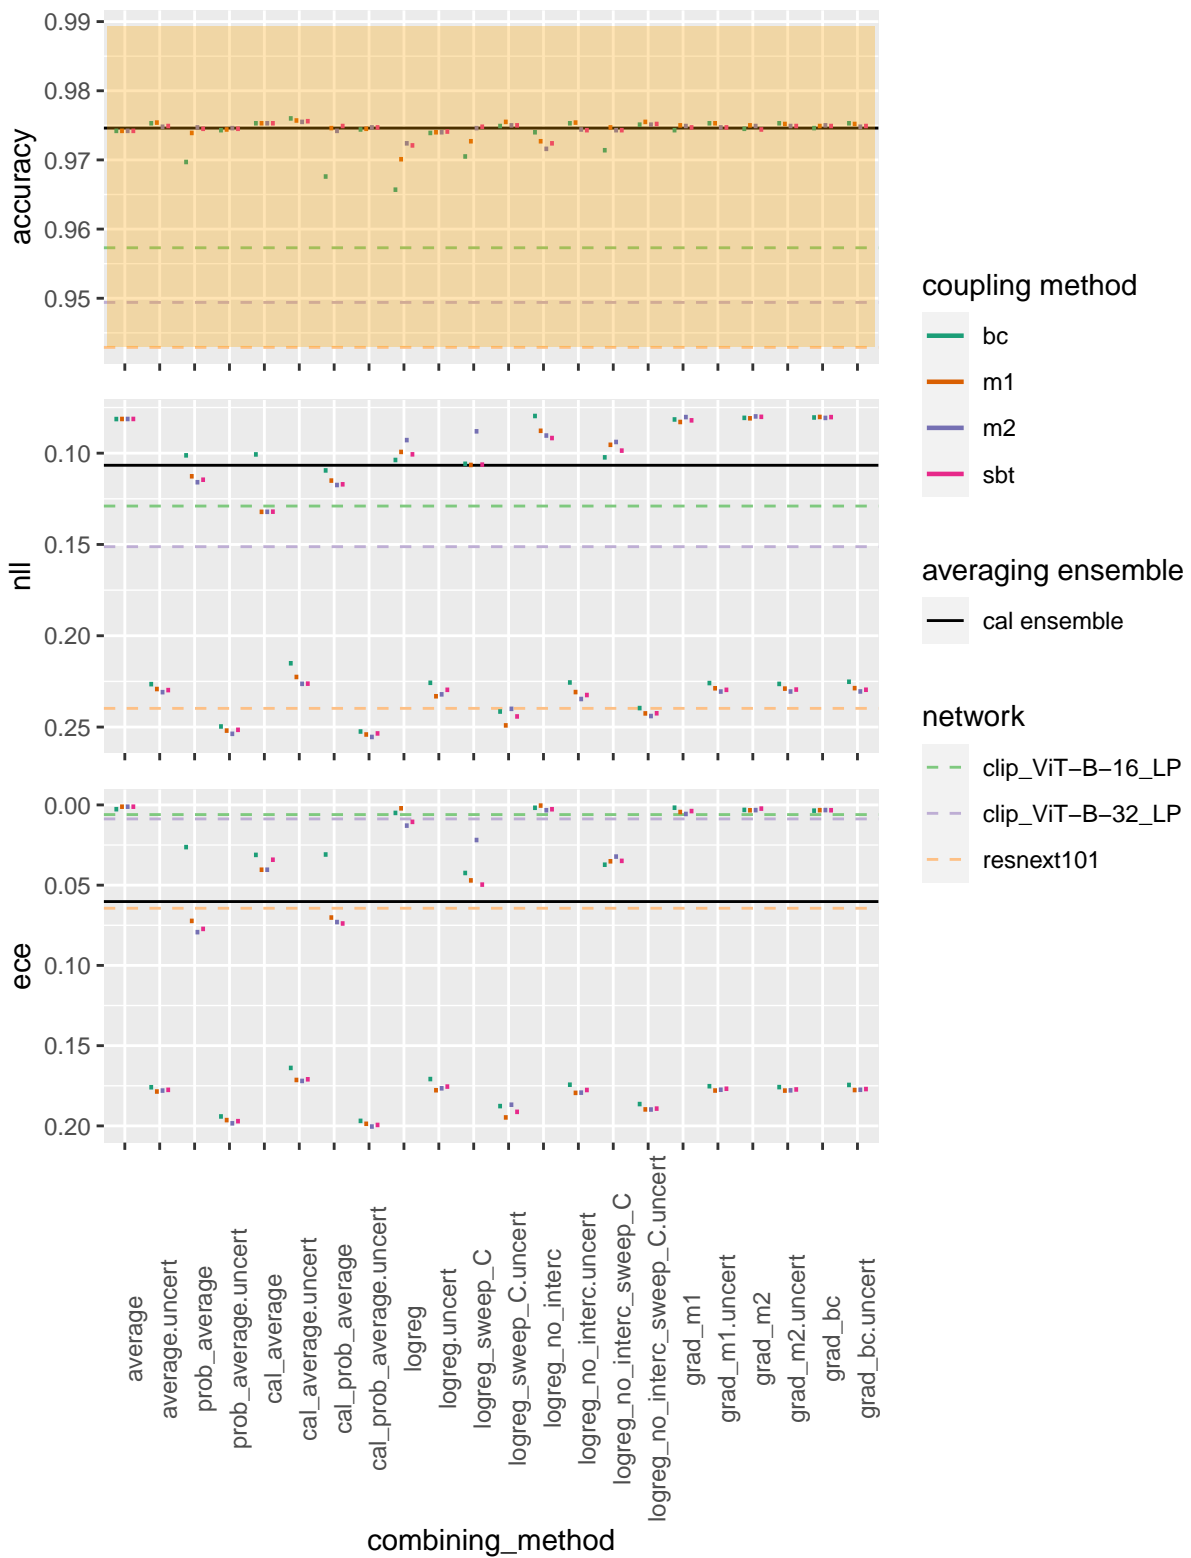 accuracy
0.99
0.98
0.97
0.96
0.95
nll
0.10
0.15
0.20
0.25
ece
0.00
0.05
0.10
0.15
0.20
average
average.uncert
prob_average
prob_average.uncert
cal_average
cal_average.uncert
cal_prob_average
cal_prob_average.uncert
logreg
logreg.uncert
logreg_sweep_C
logreg_sweep_C.uncert
logreg_no_interc
logreg_no_interc.uncert
logreg_no_interc_sweep_C
logreg_no_interc_sweep_C.uncert
grad_m1
grad_m1.uncert
grad_m2
grad_m2.uncert
grad_bc
grad_bc.uncert
combining_method
coupling method
bc
m1
m2
sbt
averaging ensemble
cal ensemble
network
clip_ViT−B−16_LP
clip_ViT−B−32_LP
resnext101